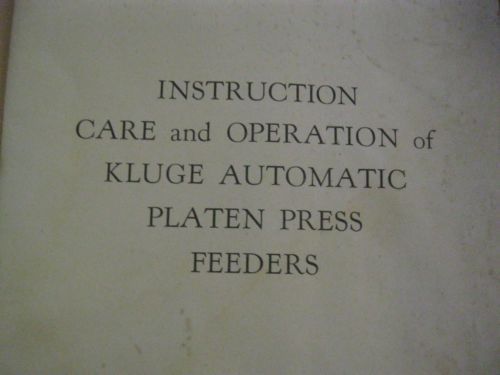 INSTRUCTION
CARE and OPERATION of
KLUGE AUTOMATIC
PLATEN PRESS
FEEDERS